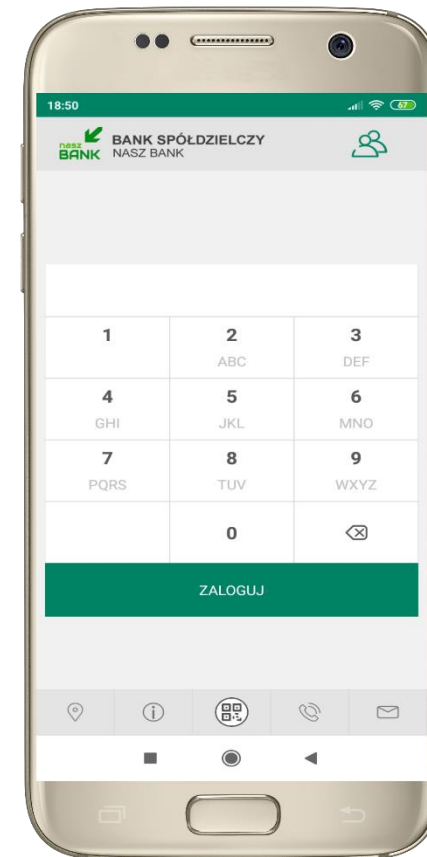 18:50
67
nasz
BANK
BANK SPÓŁDZIELCZY
NASZ BANK
1 2 3
ABC DEF
4 5 6
GHI JKL MNO
7 8 9
PQRS TUV WXYZ
0
ZALOGUJ